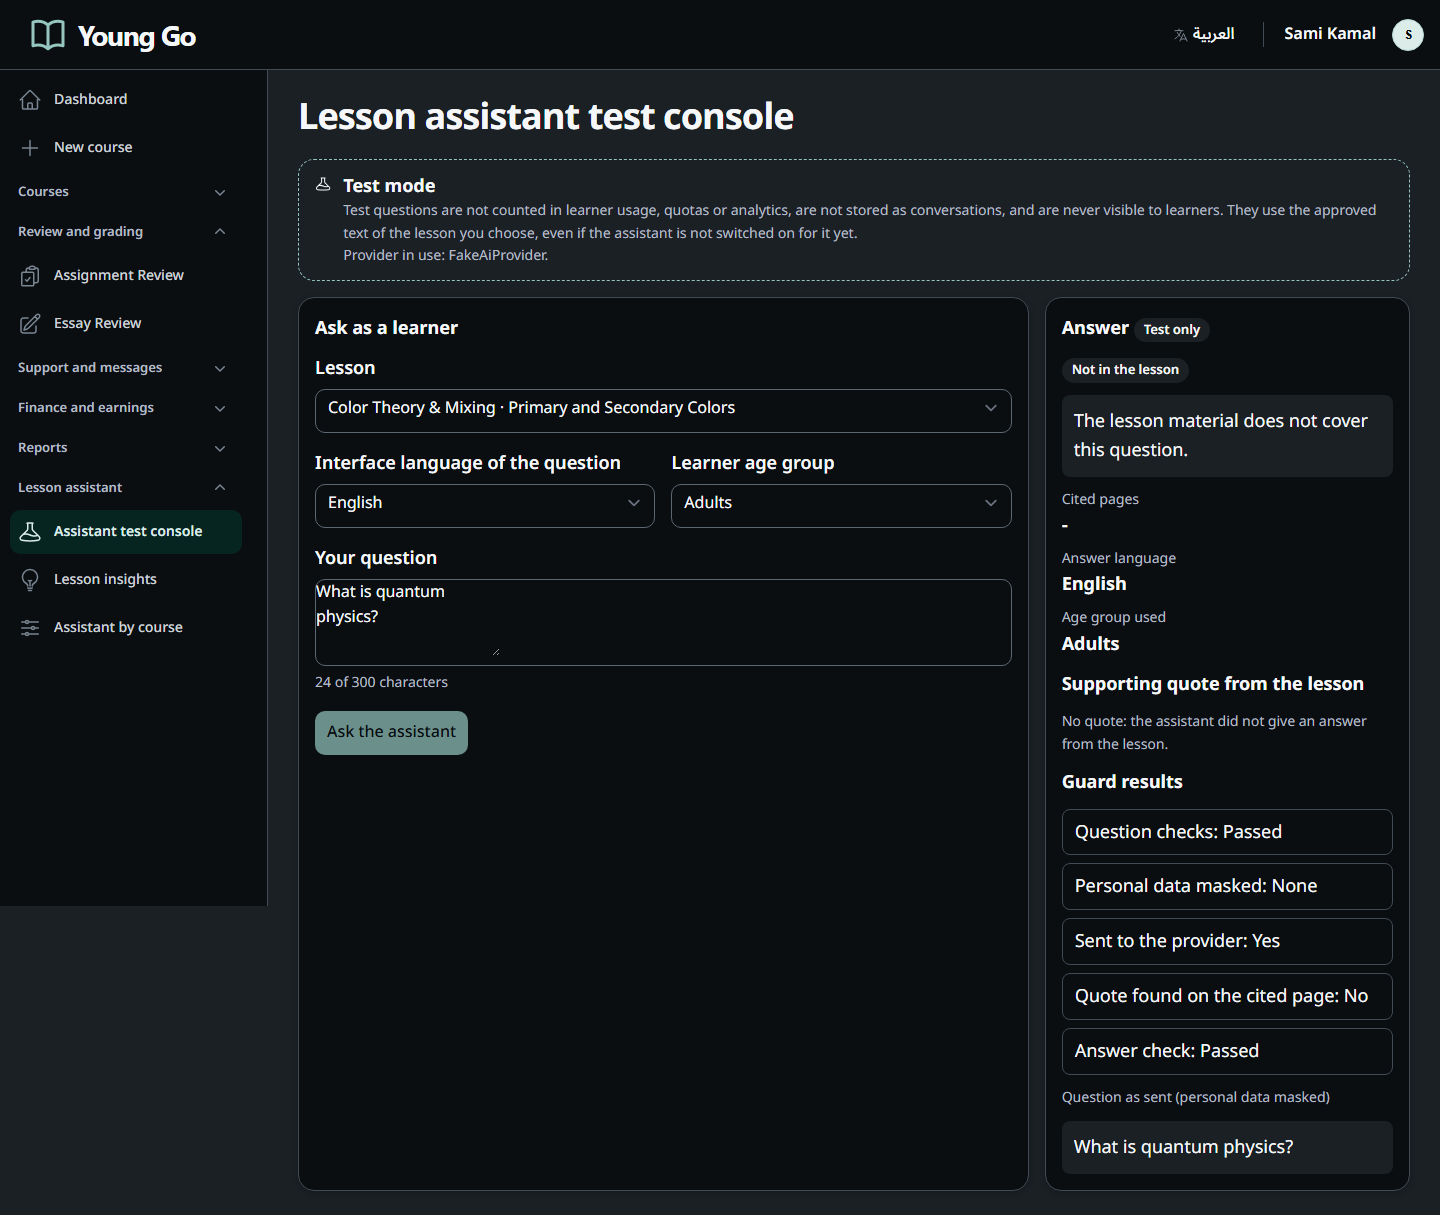 Young Go
العربية
Sami Kamal
S
Dashboard
New course
Courses
Review and grading
Assignment Review
Essay Review
Support and messages
Finance and earnings
Reports
Lesson assistant
Assistant test console
Lesson insights
Assistant by course
Lesson assistant test console
Test mode
Test questions are not counted in learner usage, quotas or analytics, are not stored as conversations, and are never visible to learners. They use the approved
text of the lesson you choose, even if the assistant is not switched on for it yet.
Provider in use: FakeAiProvider.
Ask as a learner
Lesson
Color Theory & Mixing · Primary and Secondary Colors
Interface language of the question
English
Learner age group
Adults
Your question
What is quantum
physics?
24 of 300 characters
Ask the assistant
Answer
Test only
Not in the lesson
The lesson material does not cover
this question.
Cited pages
-
Answer language
English
Age group used
Adults
Supporting quote from the lesson
No quote: the assistant did not give an answer
from the lesson.
Guard results
Question checks: Passed
Personal data masked: None
Sent to the provider: Yes
Quote found on the cited page: No
Answer check: Passed
Question as sent (personal data masked)
What is quantum physics?